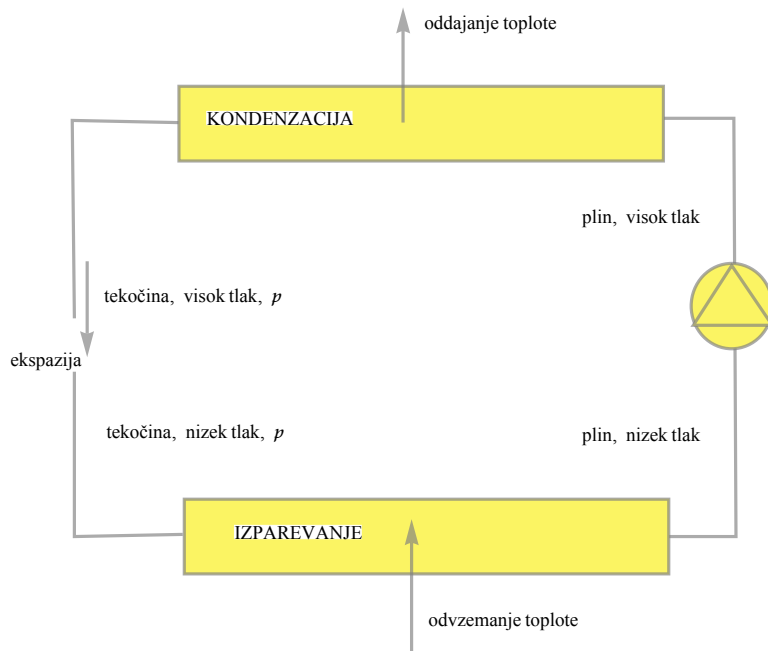 oddajanje toplote
KONDENZACIJA
plin, visok tlak
tekočina, visok tlak, p
ekspazija
tekočina, nizek tlak, p
plin, nizek tlak
IZPAREVANJE
odvzemanje toplote